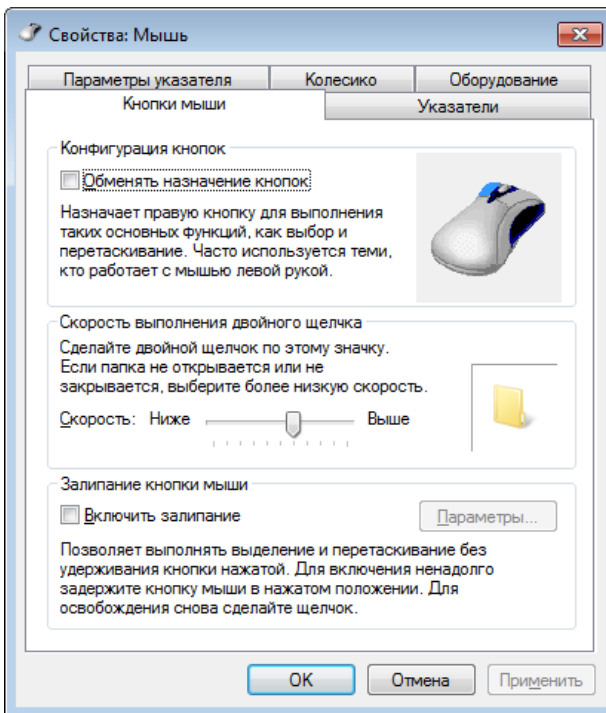 Свойства: Мышь
Параметры указателя Колесико Оборудование
Кнопки мыши Указатели
Конфигурация кнопок
Обменять назначение кнопок
Назначает правую кнопку для выполнения
таких основных функций, как выбор и
перетаскивание. Часто используется теми,
кто работает с мышью левой рукой.
Скорость выполнения двойного щелчка
Сделайте двойной щелчок по этому значку.
Если папка не открывается или не
закрывается, выберите более низкую скорость.
Скорость: Ниже Выше
Залипание кнопки мыши
Включить залипание Параметры...
Позволяет выполнять выделение и перетаскивание без
удерживания кнопки нажатой. Для включения ненадолго
задержите кнопку мыши в нажатом положении. Для
освобождения снова сделайте щелчок.
OK Отмена Применить